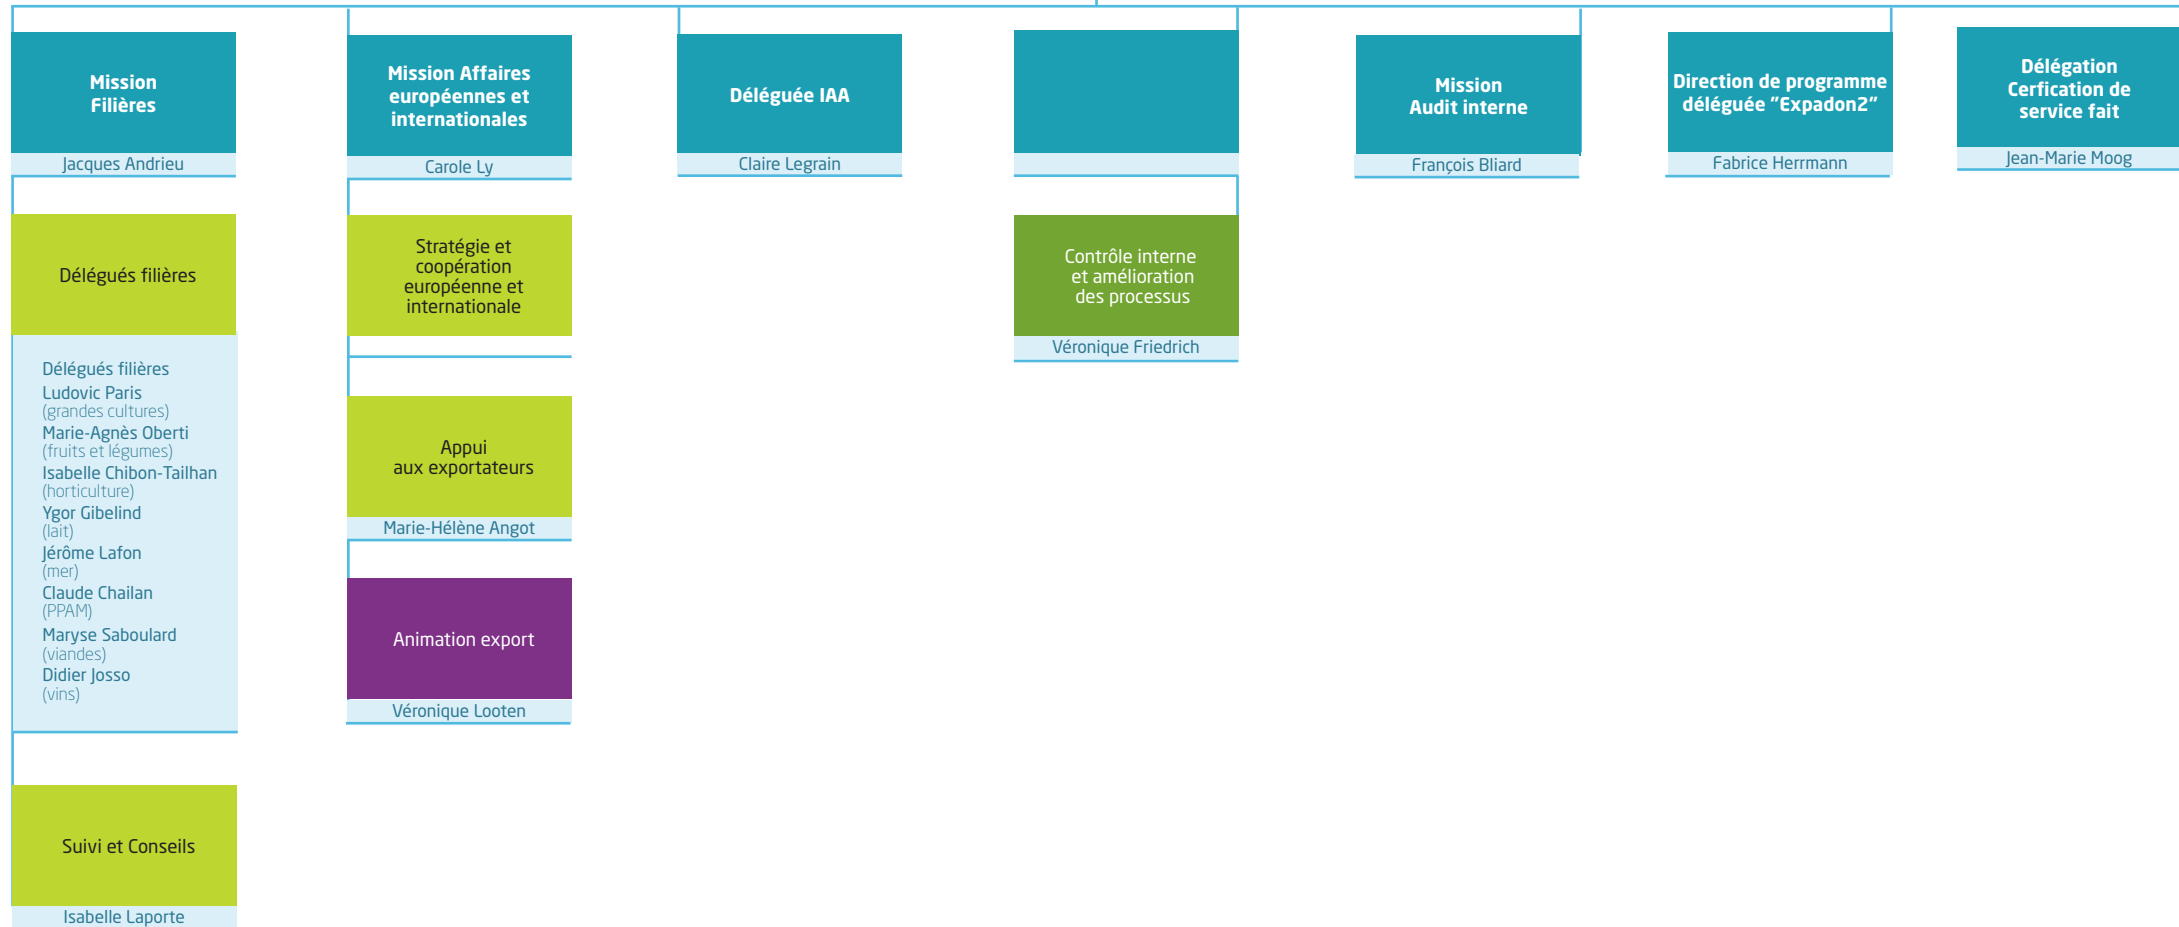 Mission
Filières
Jacques Andrieu
Délégués filières
Délégués filières
Ludovic Paris
(grandes cultures)
Marie-Agnès Oberti
(fruits et légumes)
Isabelle Chibon-Tailhan
(horticulture)
Ygor Gibelind
(lait)
Jérôme Lafon
(mer)
Claude Chailan
(PPAM)
Maryse Saboulard
(viandes)
Didier Josso
(vins)
Suivi et Conseils
Isabelle Laporte
Mission Affaires
européennes et
internationales
Carole Ly
Stratégie et
coopération
européenne et
internationale
Appui
aux exportateurs
Marie-Hélène Angot
Animation export
Véronique Looten
Déléguée IAA
Claire Legrain
Contrôle interne
et amélioration
des processus
Véronique Friedrich
Mission
Audit interne
François Bliard
Direction de programme
déléguée "Expadon2"
Fabrice Herrmann
Délégation
Cerfication de
service fait
Jean-Marie Moog